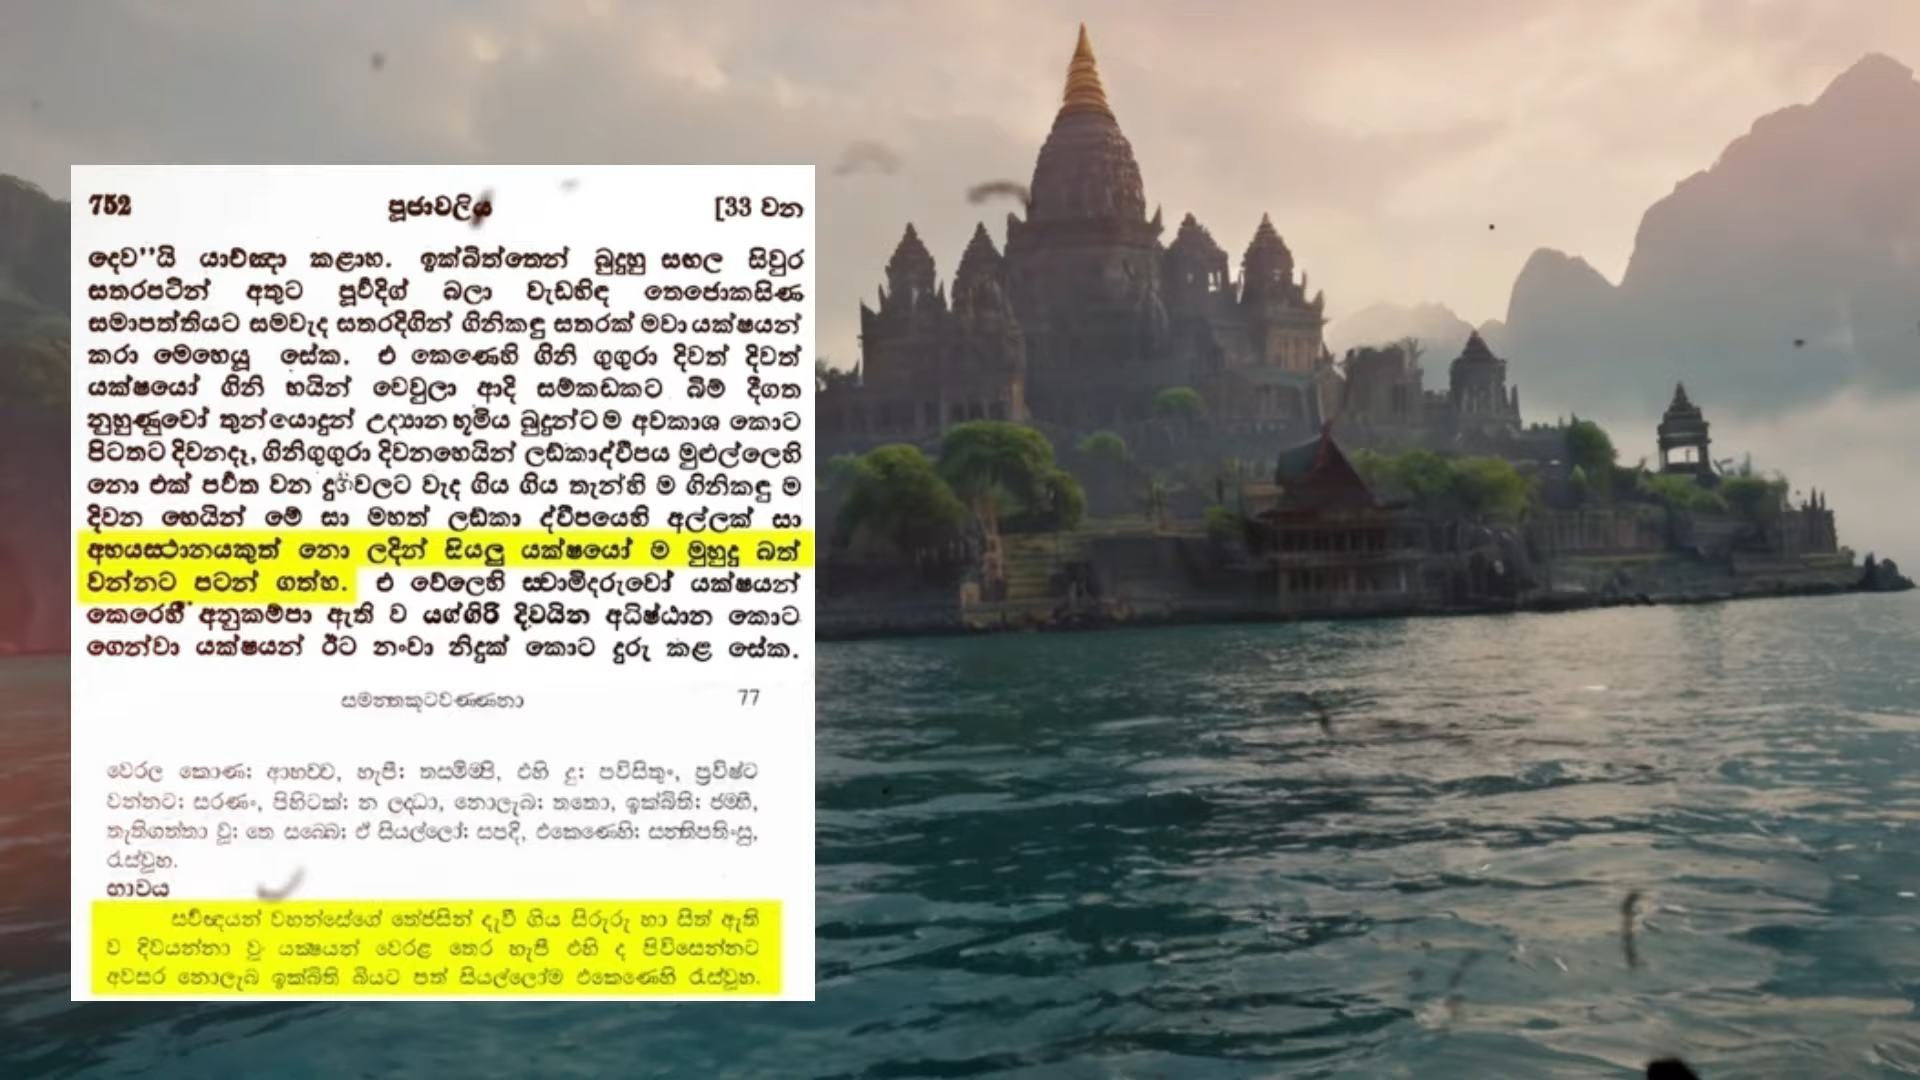 752 පූජාවලිය [33 වන
දෙව''යි යාච්ඤා කළාහ. ඉක්බිත්තෙන් බුදුහු සඟල සිවුර
සතරපටින් අතුට පූර්වදිග් බලා වැඩහිඳ තෙජොකසිණ
සමාපත්තියට සමවැද සතරදිගින් ගිනිකඳු සතරක් මවා යක්ෂයන්
කරා මෙහෙයූ සේක. එ කෙණෙහි ගිනි ගුගුරා දිවත් දිවත්
යක්ෂයෝ ගිනි භයින් වෙවුලා ආදි සම්කඩකට බිම් දීගත
නුහුණුවෝ තුන්යොදුන් උද්‍යාන භූමිය බුදුන්ට ම අවකාශ කොට
පිටතට දිවනදෑ, ගිනිගුගුරා දිවනහෙයින් ලඞ්කාද්වීපය මුළුල්ලෙහි
නො එක් පර්වත වන දුර්ගවලට වැද ගිය ගිය තැන්හි ම ගිනිකඳු ම
දිවන හෙයින් මේ සා මහත් ලඞ්කා ද්වීපයෙහි අල්ලක් සා
අභයස්ථානයකුත් නො ලදින් සියලු යක්ෂයෝ ම මුහුදු බත්
වන්නට පටන් ගත්හ. එ වේලෙහි ස්වාමිදරුවෝ යක්ෂයන්
කෙරෙහි අනුකම්පා ඇති ව යග්ගිරි දිවයින අධිෂ්ඨාන කොට
ගෙන්වා යක්ෂයන් ඊට නංවා නිදුක් කොට දුරු කළ සේක.
සමන්තකූටවණ්ණනා 77
වෙරල කොණ: ආහච්ච, හැපී: තසමිම්පි, එහි දු: පවිසිතුං, ප්‍රවිෂ්ට
වන්නට: සරණං, පිහිටක්: න ලද්ධා, නොලැබ: තතො, ඉක්බිති: ජම්භී,
තැතිගත්තා වූ: තෙ සබ්බෙ: ඒ සියල්ලෝ: සපදි, එකෙණෙහි: සන්නිපතිංසු,
රැස්වූහ.
භාවය
සර්වඥයන් වහන්සේගේ තේජසින් දැවී ගිය සිරුරු හා සිත් ඇති
ව දිවයන්නා වූ යක්ෂයන් වෙරළ තෙර හැපී එහි ද පිවිසෙන්නට
අවසර නොලැබ ඉක්බිති බියට පත් සියල්ලෝම එකෙණෙහි රැස්වූහ.